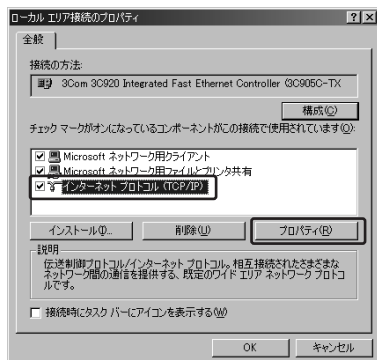 ローカル エリア接続のプロパティ
全般
接続の方法:
3Com 3C920 Integrated Fast Ethernet Controller (3C905C-TX
構成(C)
チェック マークがオンになっているコンポーネントがこの接続で使用されています(O):
Microsoft ネットワーク用クライアント
Microsoft ネットワーク用ファイルとプリンタ共有
インターネット プロトコル (TCP/IP)
インストール(I)...
削除(U)
プロパティ(R)
説明
伝送制御プロトコル/インターネット プロトコル。相互接続されたさまざまな
ネットワーク間の通信を提供する、既定のワイド エリア ネットワーク プロトコ
ルです。
接続時にタスク バーにアイコンを表示する(W)
OK
キャンセル